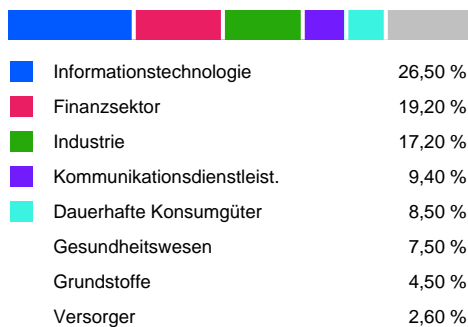 Informationstechnologie 26,50 %
Finanzsektor 19,20 %
Industrie 17,20 %
Kommunikationsdienstleist. 9,40 %
Dauerhafte Konsumgüter 8,50 %
Gesundheitswesen 7,50 %
Grundstoffe 4,50 %
Versorger 2,60 %